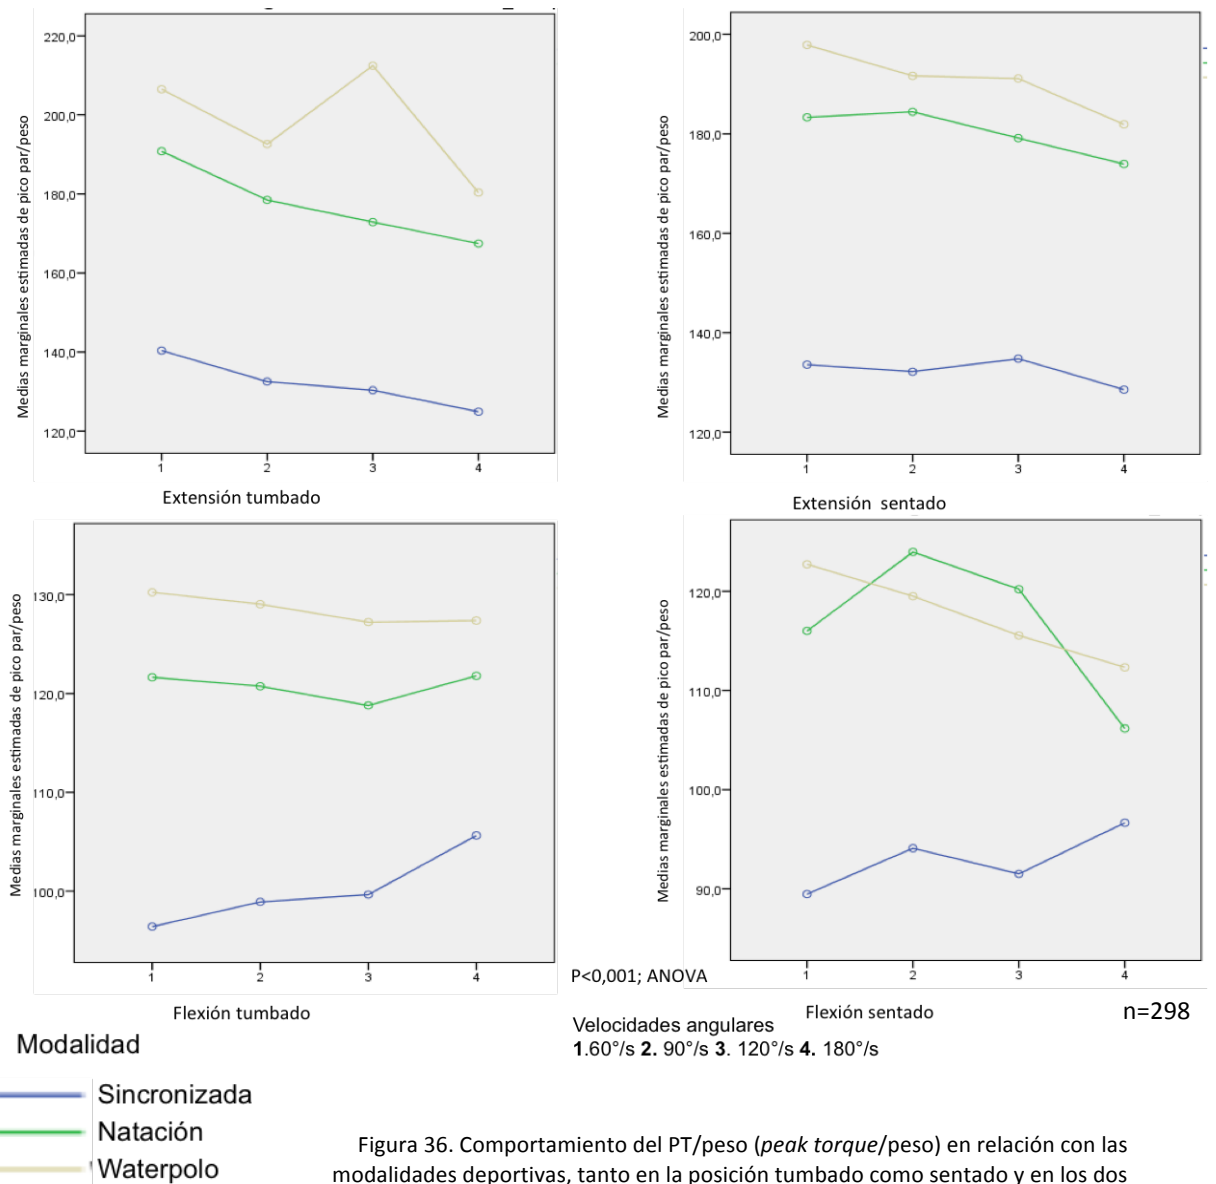 Medias marginales estimadas de pico par/peso
220,0
200,0
180,0
160,0
140,0
120,0
1 2 3 4
Extensión tumbado
Medias marginales estimadas de pico par/peso
200,0
180,0
160,0
140,0
120,0
1 2 3 4
Extensión sentado
Medias marginales estimadas de pico par/peso
130,0
120,0
110,0
100,0
1 2 3 4
Flexión tumbado
Medias marginales estimadas de pico par/peso
120,0
110,0
100,0
90,0
1 2 3 4
Flexión sentado
P<0,001; ANOVA
n=298
Velocidades angulares
1.60°/s 2. 90°/s 3. 120°/s 4. 180°/s
Modalidad
Sincronizada
Natación
Waterpolo
Figura 36. Comportamiento del PT/peso (peak torque/peso) en relación con las
modalidades deportivas, tanto en la posición tumbado como sentado y en los dos